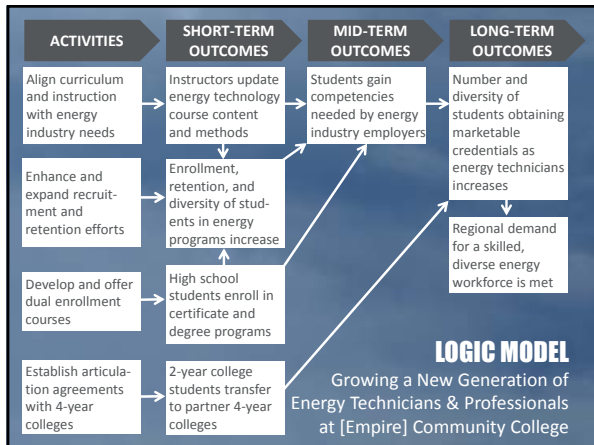 ACTIVITIES
SHORT-TERM
OUTCOMES
MID-TERM
OUTCOMES
LONG-TERM
OUTCOMES
Align curriculum
and instruction
with energy
industry needs
Instructors update
energy technology
course content
and methods
Students gain
competencies
needed by energy
industry employers
Number and
diversity of
students obtaining
marketable
credentials as
energy technicians
increases
Enhance and
expand recruit-
ment and
retention efforts
Enrollment,
retention, and
diversity of stu-
dents in energy
programs increase
Regional demand
for a skilled,
diverse energy
workforce is met
Develop and offer
dual enrollment
courses
High school
students enroll in
certificate and
degree programs
Establish articula-
tion agreements
with 4-year
colleges
2-year college
students transfer
to partner 4-year
colleges
LOGIC MODEL
Growing a New Generation of
Energy Technicians & Professionals
at [Empire] Community College